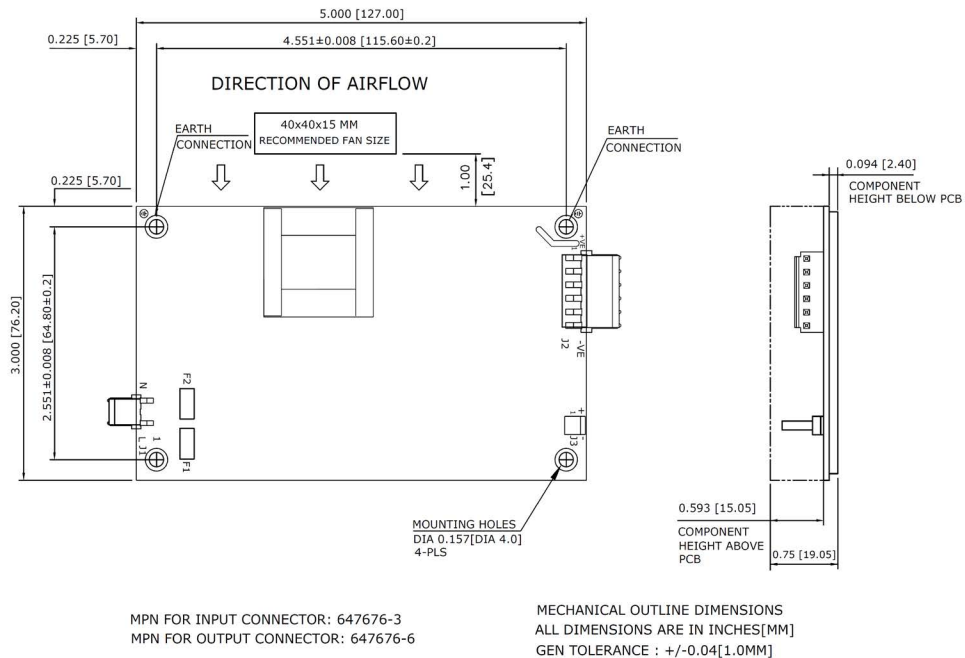 5.000 [127.00]
0.225 [5.70]
4.551±0.008 [115.60±0.2]
DIRECTION OF AIRFLOW
40x40x15 MM
RECOMMENDED FAN SIZE
EARTH
CONNECTION
EARTH
CONNECTION
1.00
[25.4]
0.094 [2.40]
COMPONENT
HEIGHT BELOW PCB
0.225 [5.70]
3.000 [76.20]
2.551±0.008 [64.80±0.2]
+VE
1
J2
-VE
N
F2
L
1
J1
F1
+
1
-
J3
MOUNTING HOLES
DIA 0.157[DIA 4.0]
4-PLS
0.593 [15.05]
COMPONENT
HEIGHT ABOVE
PCB
0.75 [19.05]
MPN FOR INPUT CONNECTOR: 647676-3
MPN FOR OUTPUT CONNECTOR: 647676-6
MECHANICAL OUTLINE DIMENSIONS
ALL DIMENSIONS ARE IN INCHES[MM]
GEN TOLERANCE : +/-0.04[1.0MM]